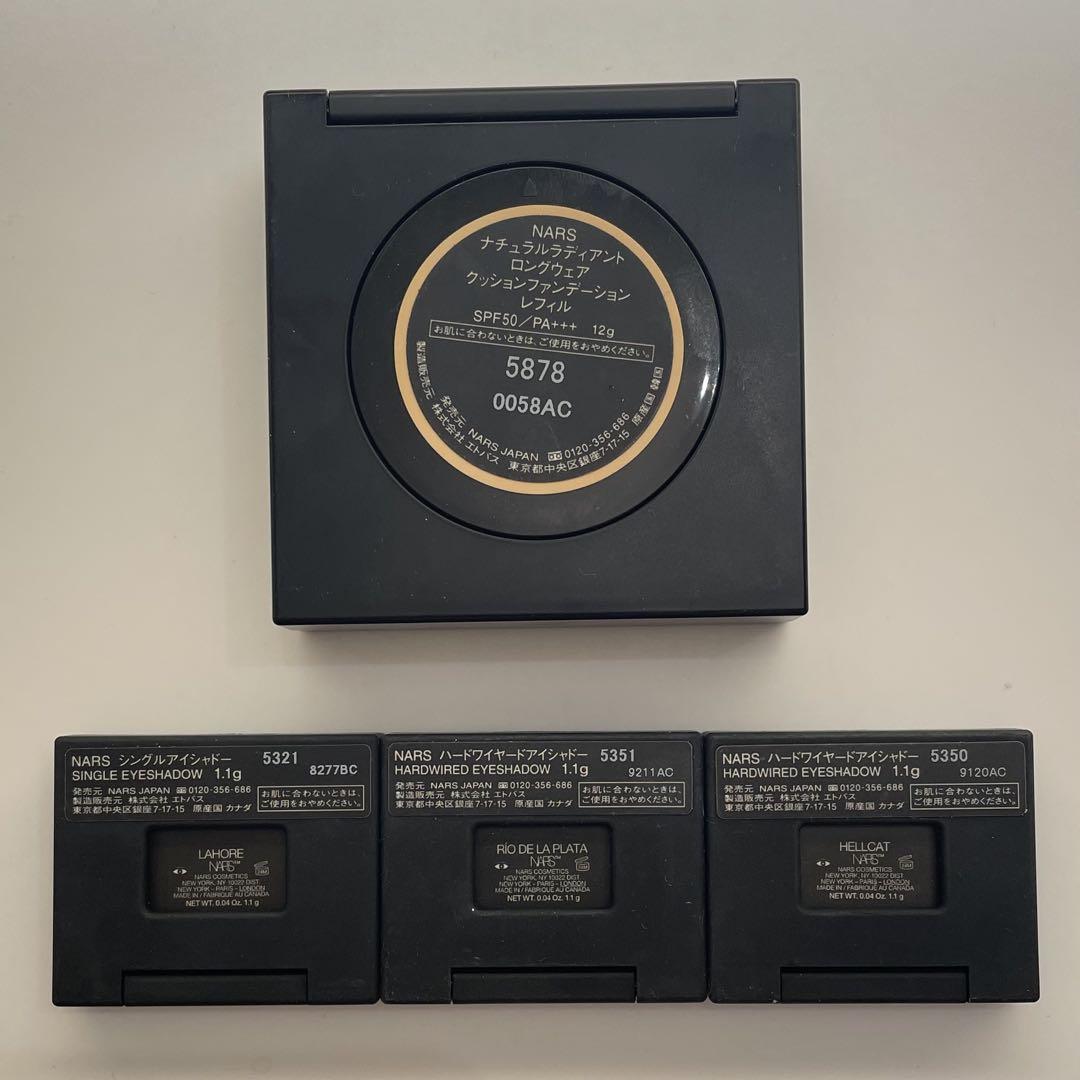 NARS
ナチュラルラディアント
ロングウェア
クッションファンデーション
レフィル
SPF50/PA+++ 12g
お肌に合わないときは、ご使用をおやめください。
5878
0058AC
発売元 NARS JAPAN 0120-356-686
製造販売元 株式会社 エトバス 東京都中央区銀座7-17-15 原産国 韓国
NARS シングルアイシャドー 5321
SINGLE EYESHADOW 1.1g 8277BC
発売元 NARS JAPAN 0120-356-686
製造販売元 株式会社 エトバス
東京都中央区銀座7-17-15 原産国 カナダ
お肌に合わないときは、
ご使用をおやめください。
LAHORE
NARS™
24M
NARS COSMETICS
NEW YORK, NY 10022 DIST.
NEW YORK - PARIS - LONDON
MADE IN / FABRIQUE AU CANADA
NET WT. 0.04 Oz. 1.1 g
NARS ハードワイヤードアイシャドー 5351
HARDWIRED EYESHADOW 1.1g 9211AC
発売元 NARS JAPAN 0120-356-686
製造販売元 株式会社 エトバス
東京都中央区銀座7-17-15 原産国 カナダ
お肌に合わないときは、
ご使用をおやめください。
RÍO DE LA PLATA
NARS™
24M
NARS COSMETICS
NEW YORK, NY 10022 DIST.
NEW YORK - PARIS - LONDON
MADE IN / FABRIQUE AU CANADA
NET WT. 0.04 Oz. 1.1 g
NARS ハードワイヤードアイシャドー 5350
HARDWIRED EYESHADOW 1.1g 9120AC
発売元 NARS JAPAN 0120-356-686
製造販売元 株式会社 エトバス
東京都中央区銀座7-17-15 原産国 カナダ
お肌に合わないときは、
ご使用をおやめください。
HELLCAT
NARS™
24M
NARS COSMETICS
NEW YORK, NY 10022 DIST.
NEW YORK - PARIS - LONDON
MADE IN / FABRIQUE AU CANADA
NET WT. 0.04 Oz. 1.1 g